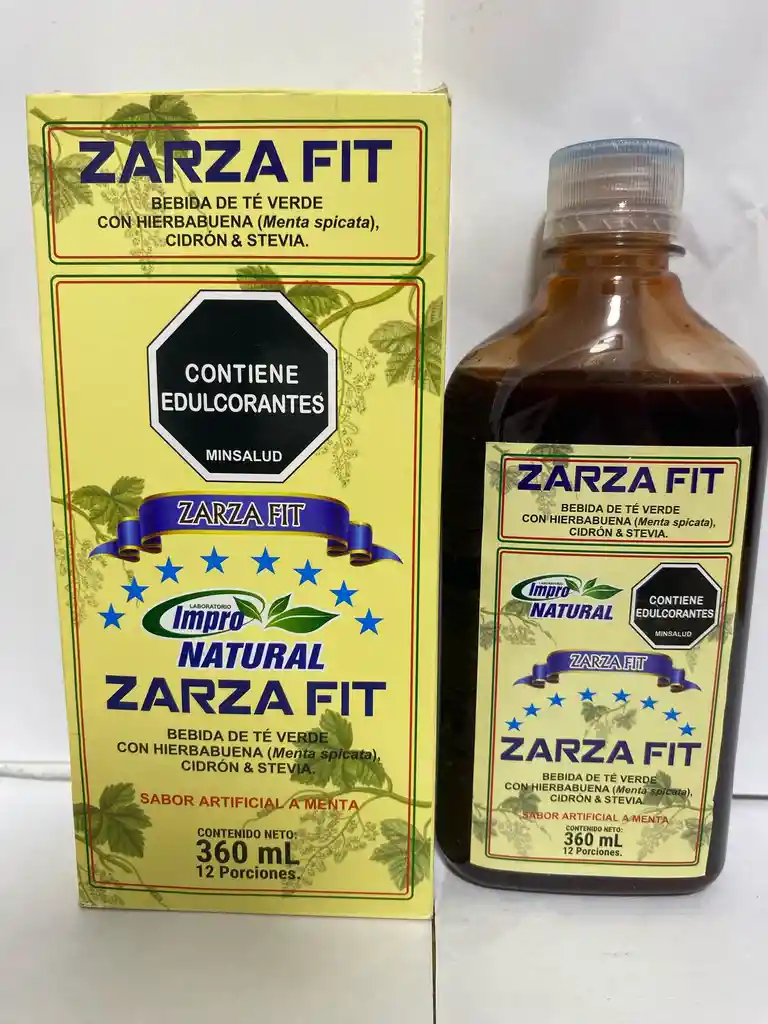 ZARZA FIT
BEBIDA DE TÉ VERDE
CON HIERBABUENA (Menta spicata),
CIDRÓN & STEVIA.
CONTIENE
EDULCORANTES
MINSALUD
ZARZA FIT
LABORATORIO
Impro
NATURAL
ZARZA FIT
BEBIDA DE TÉ VERDE
CON HIERBABUENA (Menta spicata),
CIDRÓN & STEVIA.
SABOR ARTIFICIAL A MENTA
CONTENIDO NETO:
360 mL
12 Porciones.
ZARZA FIT
BEBIDA DE TÉ VERDE
CON HIERBABUENA (Menta spicata),
CIDRÓN & STEVIA.
LABORATORIO
Impro
NATURAL
CONTIENE
EDULCORANTES
MINSALUD
ZARZA FIT
ZARZA FIT
BEBIDA DE TÉ VERDE
CON HIERBABUENA (Menta spicata),
CIDRÓN & STEVIA.
SABOR ARTIFICIAL A MENTA
CONTENIDO NETO:
360 mL
12 Porciones.